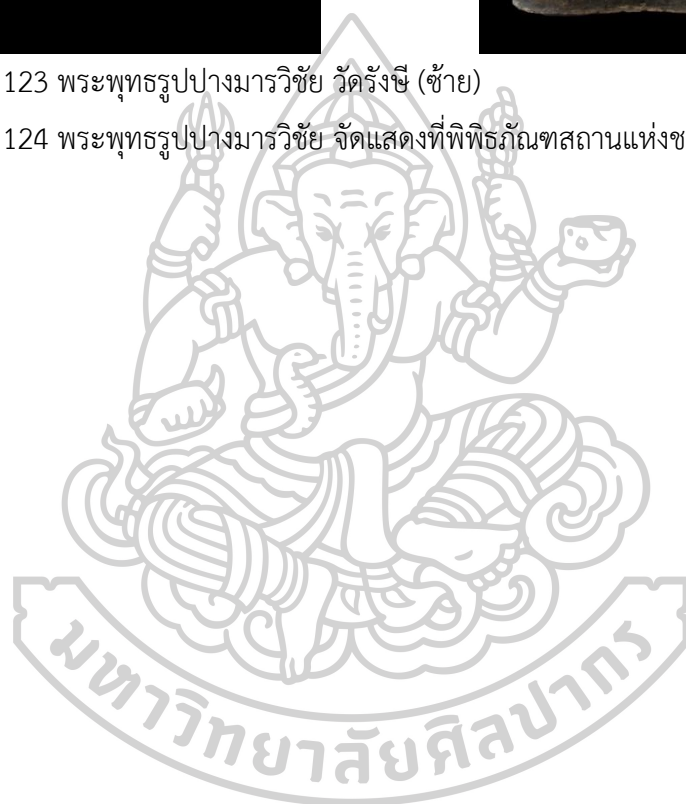 123 พระพุทธรูปปางมารวิชัย วัดรังษี (ซ้าย)
124 พระพุทธรูปปางมารวิชัย จัดแสดงที่พิพิธภัณฑสถานแห่งช
มหาวิทยาลัยศิลปากร